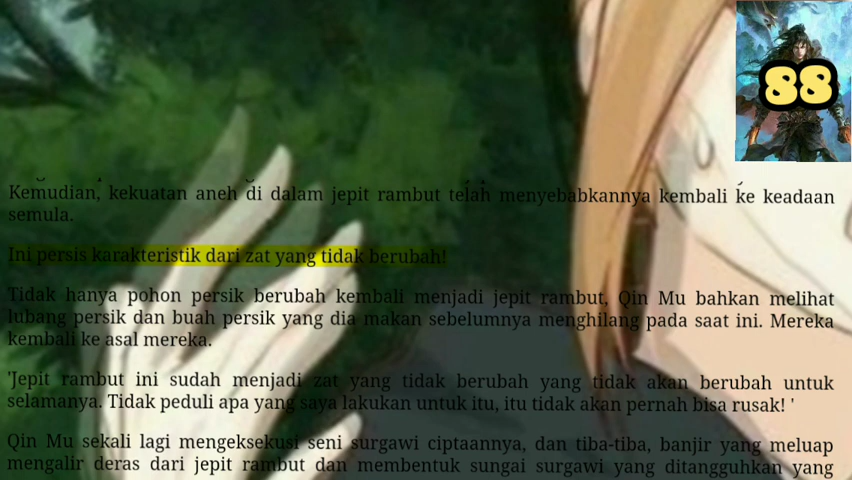 88
Kemudian, kekuatan aneh di dalam jepit rambut telah menyebabkannya kembali ke keadaan
semula.
Ini persis karakteristik dari zat yang tidak berubah!
Tidak hanya pohon persik berubah kembali menjadi jepit rambut, Qin Mu bahkan melihat
lubang persik dan buah persik yang dia makan sebelumnya menghilang pada saat ini. Mereka
kembali ke asal mereka.
'Jepit rambut ini sudah menjadi zat yang tidak berubah yang tidak akan berubah untuk
selamanya. Tidak peduli apa yang saya lakukan untuk itu, itu tidak akan pernah bisa rusak! '
Qin Mu sekali lagi mengeksekusi seni surgawi ciptaannya, dan tiba-tiba, banjir yang meluap
mengalir deras dari jepit rambut dan membentuk sungai surgawi yang ditangguhkan yang